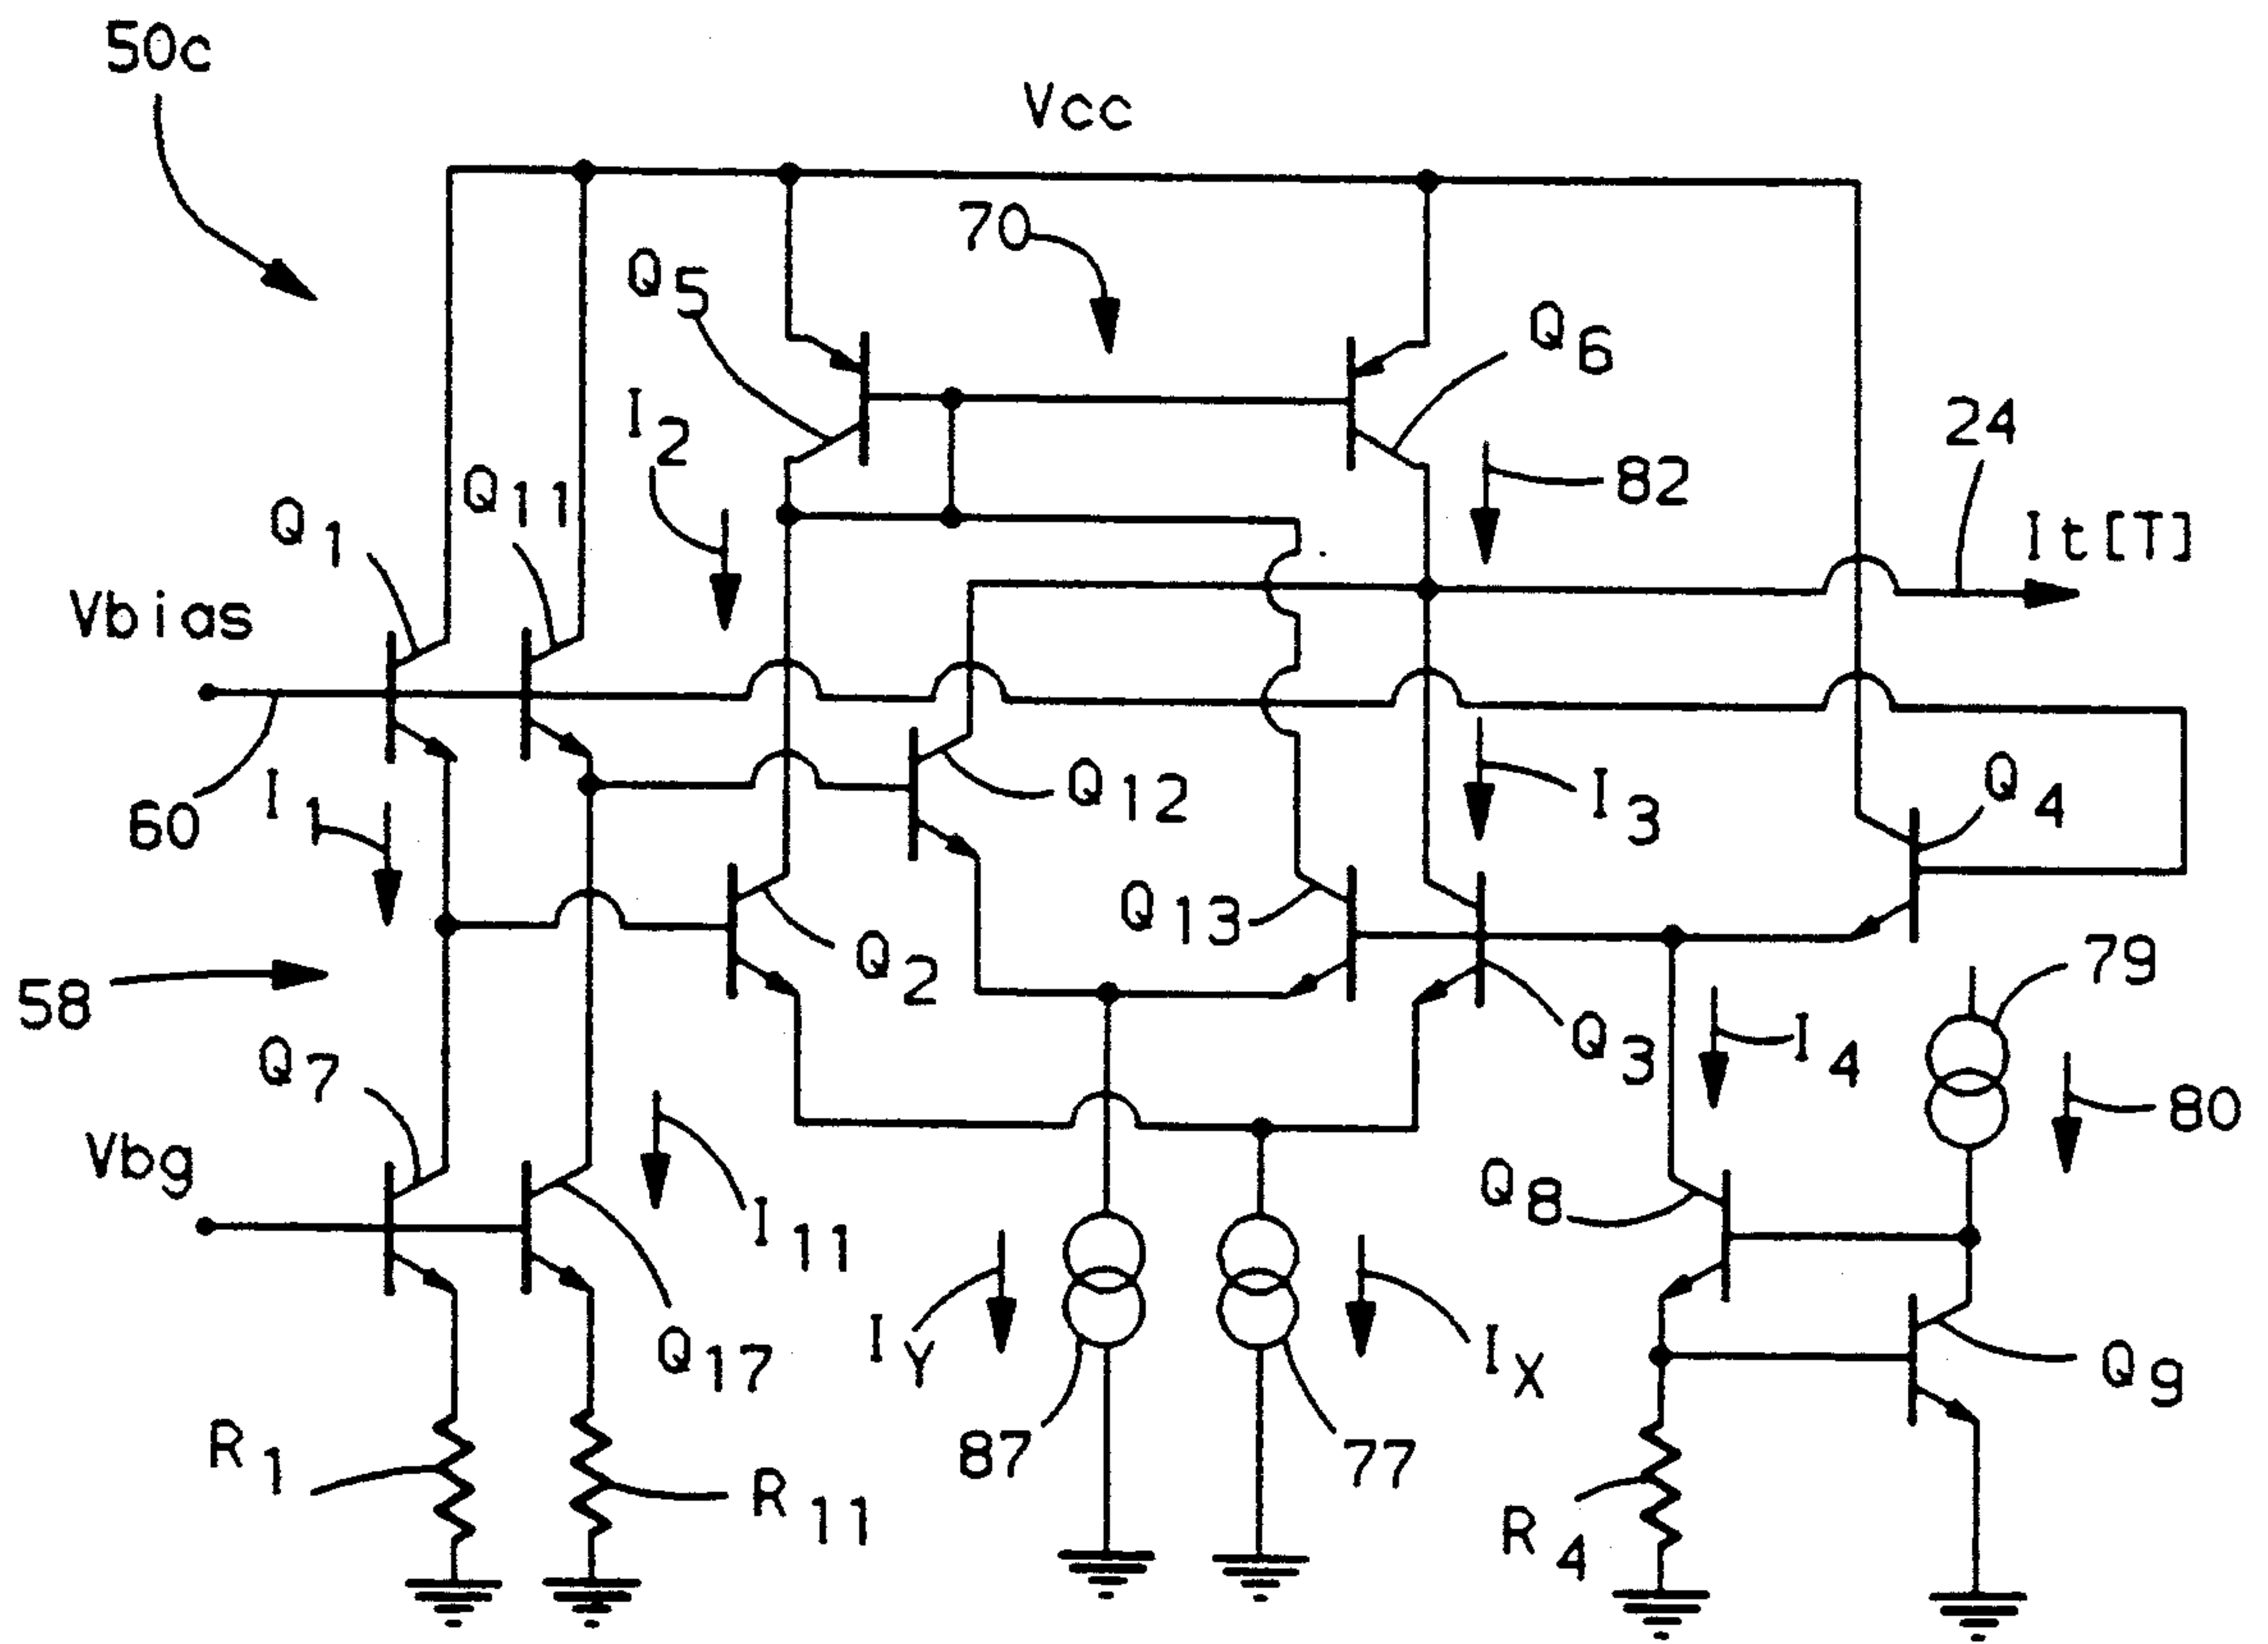 50c
Vcc
70
Q5
Q6
I2
24
Q11
82
Q1
It[T]
Vbias
Q12
I3
Q4
60
I1
Q13
Q2
79
58
Q3
I4
Q7
80
Vbg
Q8
I11
IY
IX
Q17
Q9
R1
87
77
R11
R4